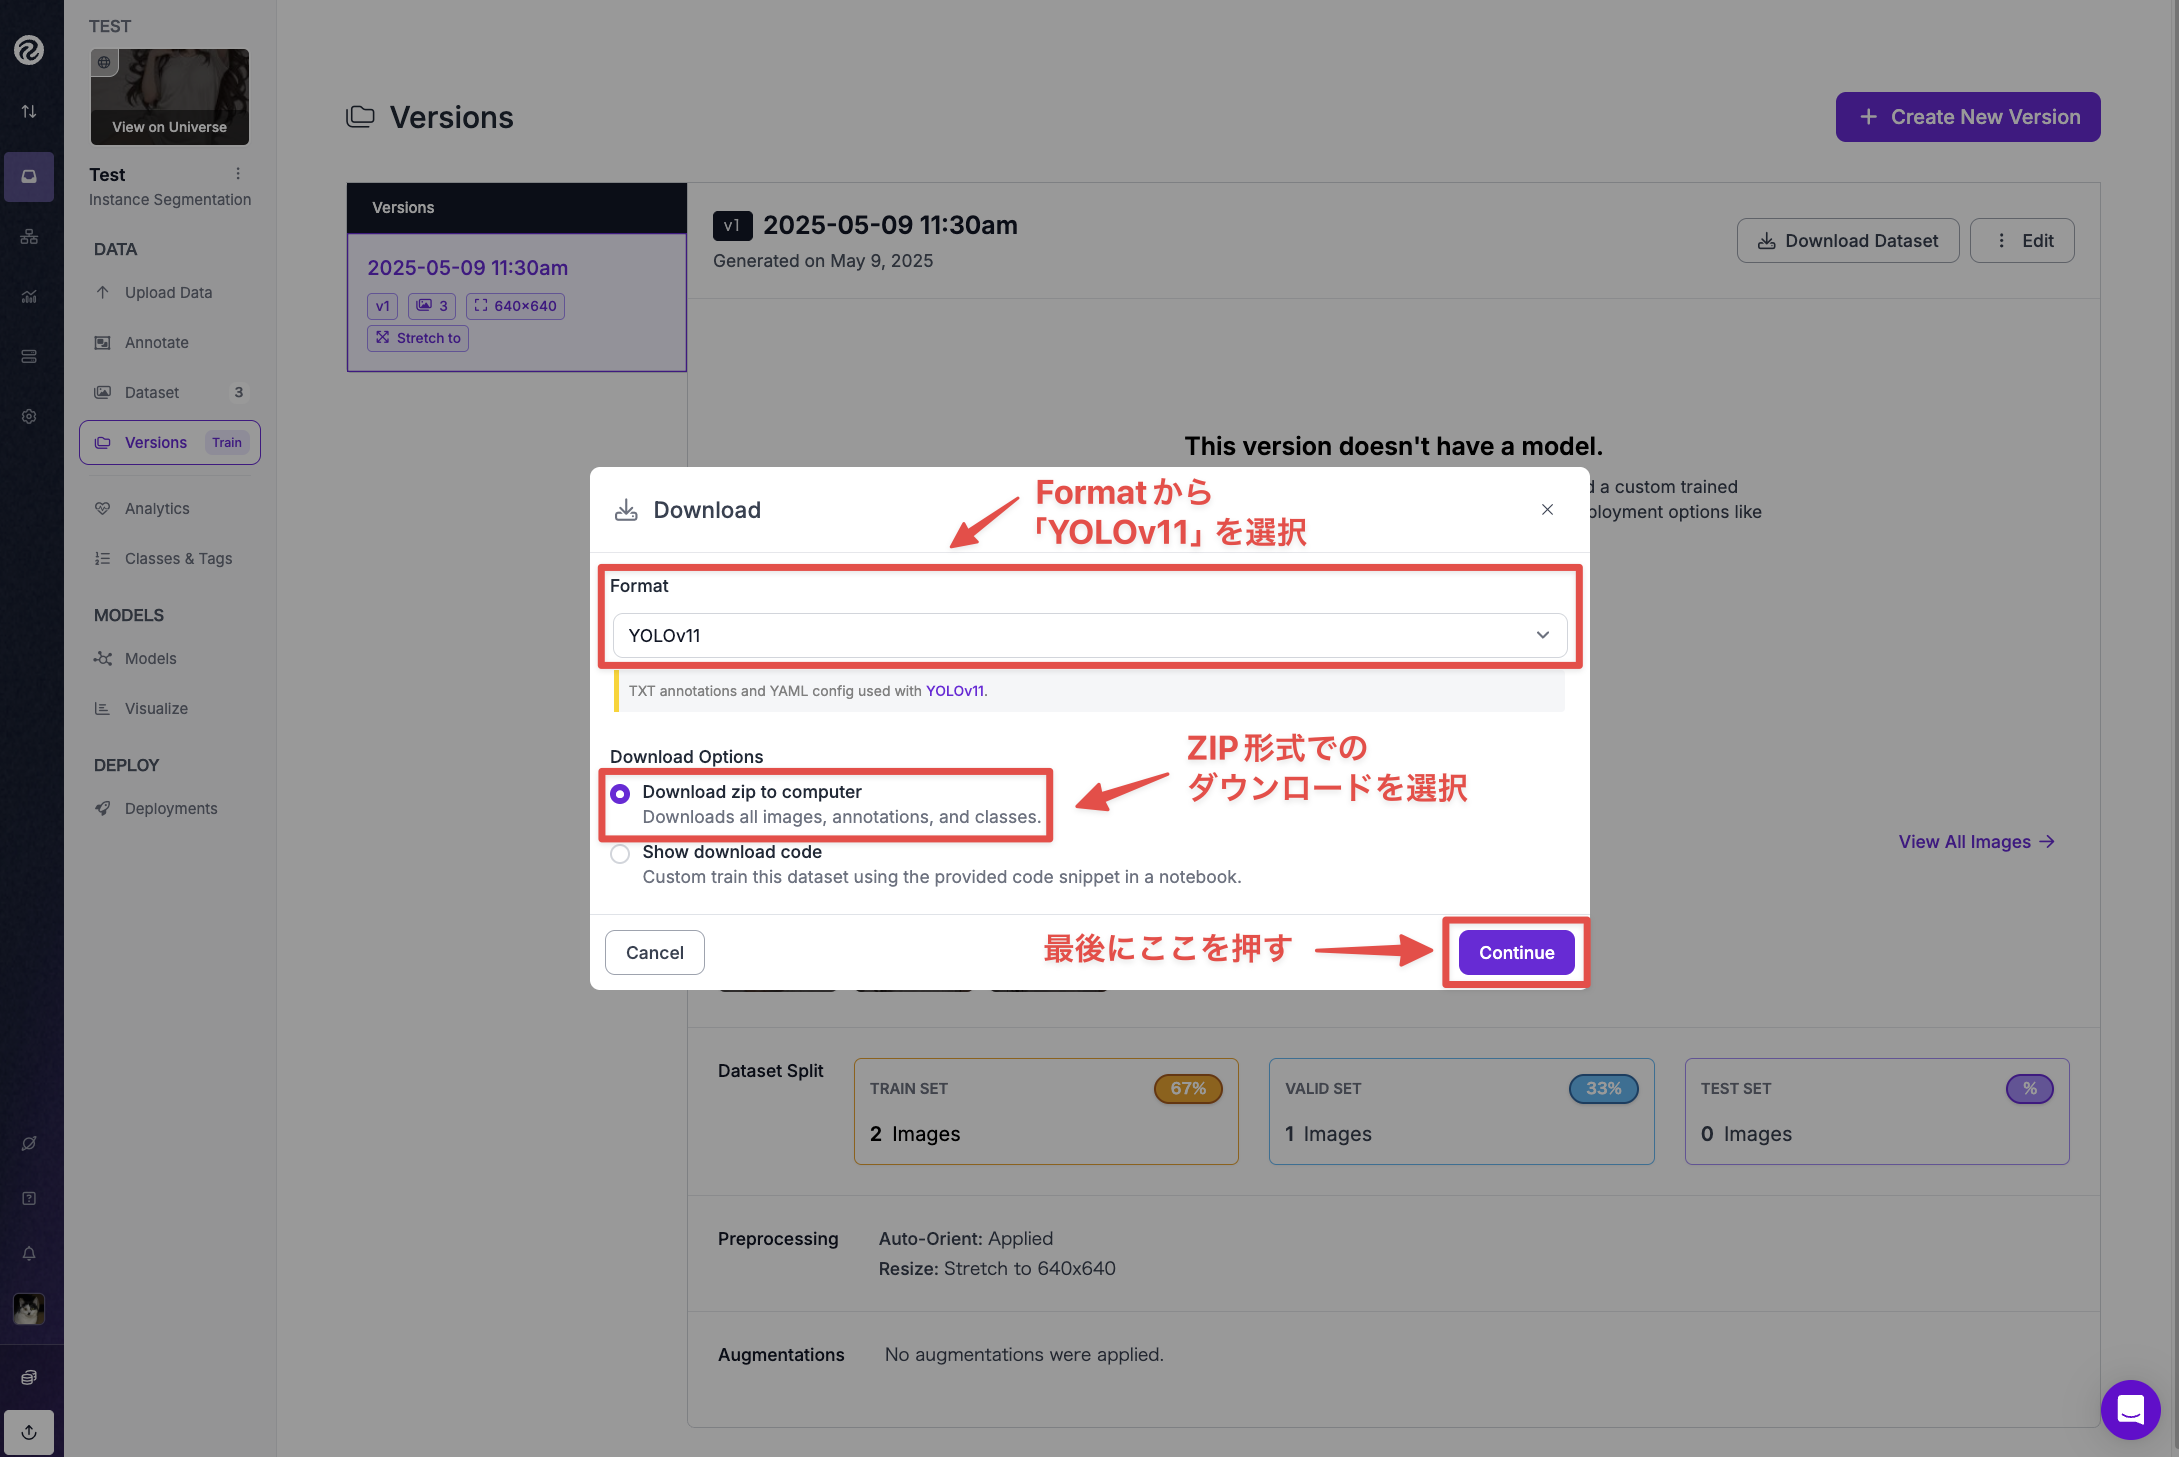 TEST
View on Universe
Test
Instance Segmentation
DATA
Upload Data
Annotate
Dataset 3
Versions Train
Analytics
Classes & Tags
MODELS
Models
Visualize
DEPLOY
Deployments
Versions
Create New Version
Versions
2025-05-09 11:30am
v1 3 640×640
Stretch to
v1 2025-05-09 11:30am
Generated on May 9, 2025
Download Dataset
Edit
This version doesn't have a model.
d a custom trained
ployment options like
Download
Formatから
「YOLOv11」を選択
Format
YOLOv11
TXT annotations and YAML config used with YOLOv11.
Download Options
ZIP形式での
ダウンロードを選択
Download zip to computer
Downloads all images, annotations, and classes.
Show download code
Custom train this dataset using the provided code snippet in a notebook.
Cancel
最後にここを押す
Continue
View All Images
Dataset Split
TRAIN SET 67%
2 Images
VALID SET 33%
1 Images
TEST SET %
0 Images
Preprocessing
Auto-Orient: Applied
Resize: Stretch to 640x640
Augmentations
No augmentations were applied.